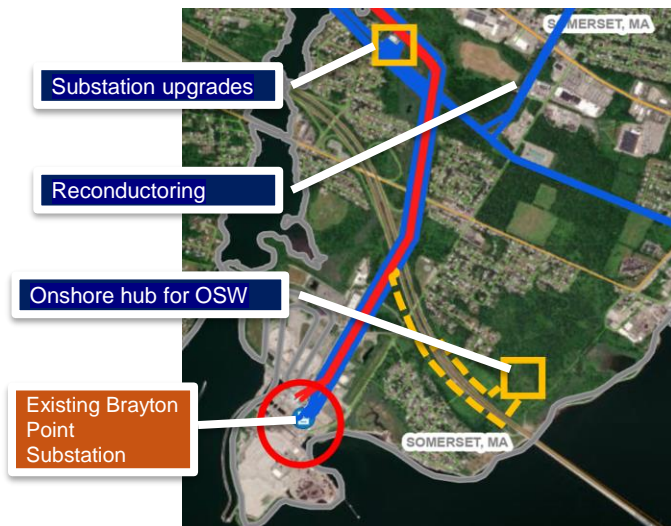 SOMERSET, MA
Substation upgrades
Reconductoring
Onshore hub for OSW
Existing Brayton
Point
Substation
SOMERSET, MA